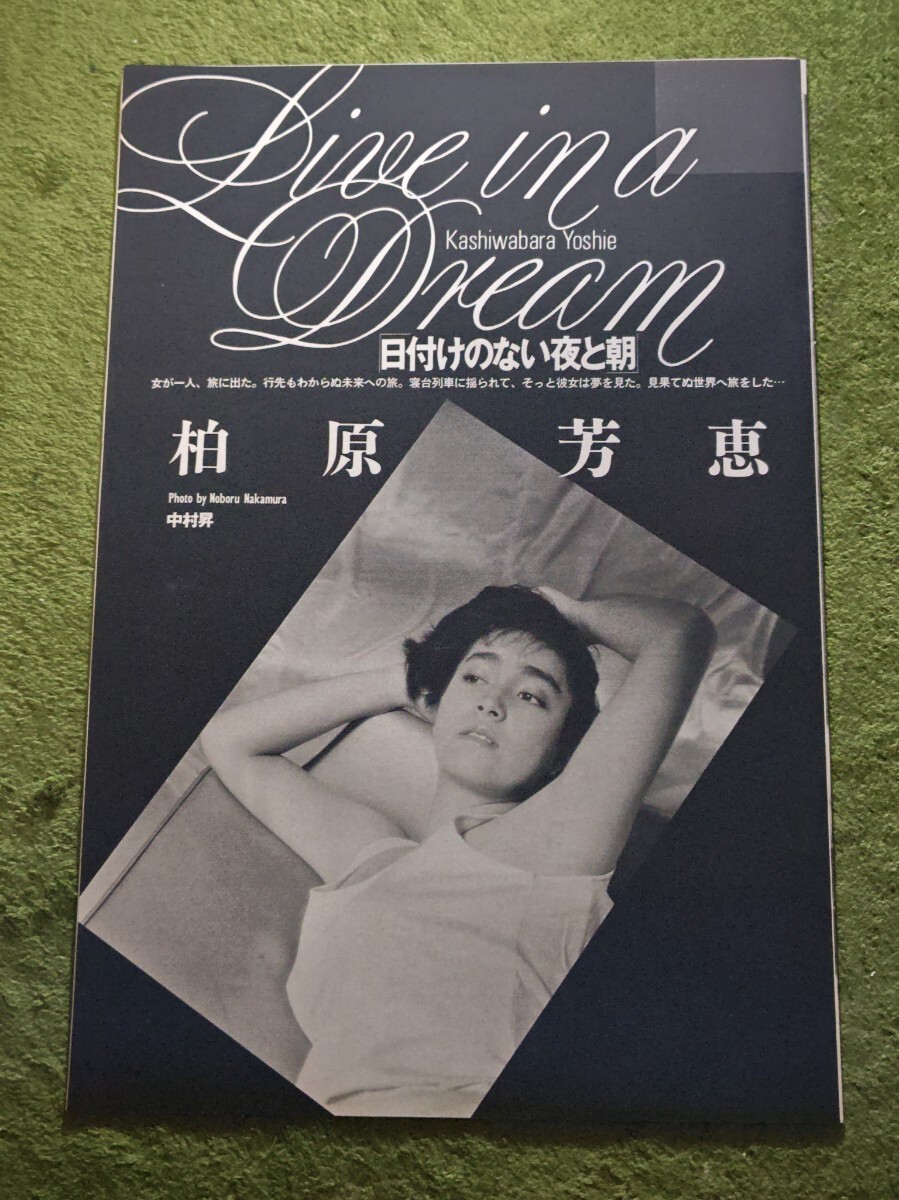 Live in a
Kashiwabara Yoshie
Dream
「日付けのない夜と朝」
女が一人、旅に出た。行先もわからぬ未来への旅。寝台列車に揺られて、そっと彼女は夢を見た。見果てぬ世界へ旅をした…
柏原芳恵
Photo by Noboru Nakamura
中村昇